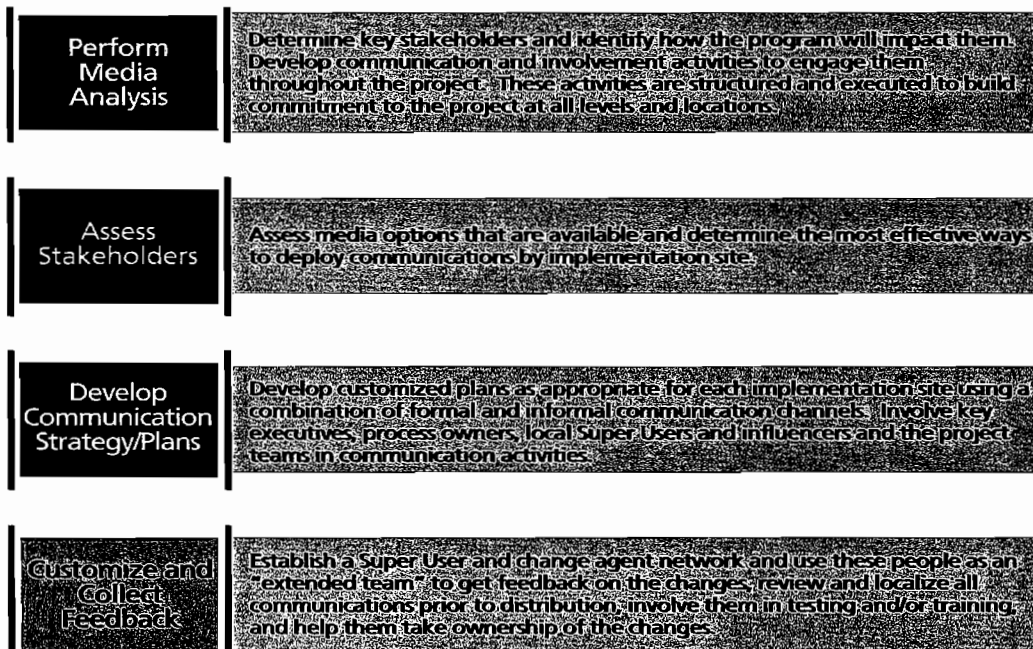 Perform
Media
Analysis
Determine key stakeholders and identify how the program will impact them.
Develop communication and involvement activities to engage them
throughout the project. These activities are structured and executed to build
commitment to the project at all levels and locations.
Assess
Stakeholders
Assess media options that are available and determine the most effective ways
to deploy communications by implementation site.
Develop
Communication
Strategy/Plans
Develop customized plans as appropriate for each implementation site using a
combination of formal and informal communication channels. Involve key
executives, process owners, local Super Users and influencers and the project
teams in communication activities.
Customize and
Collect
Feedback
Establish a Super User and change agent network and use these people as an
"extended team" to get feedback on the changes, review and localize all
communications prior to distribution, involve them in testing and/or training,
and help them take ownership of the changes.